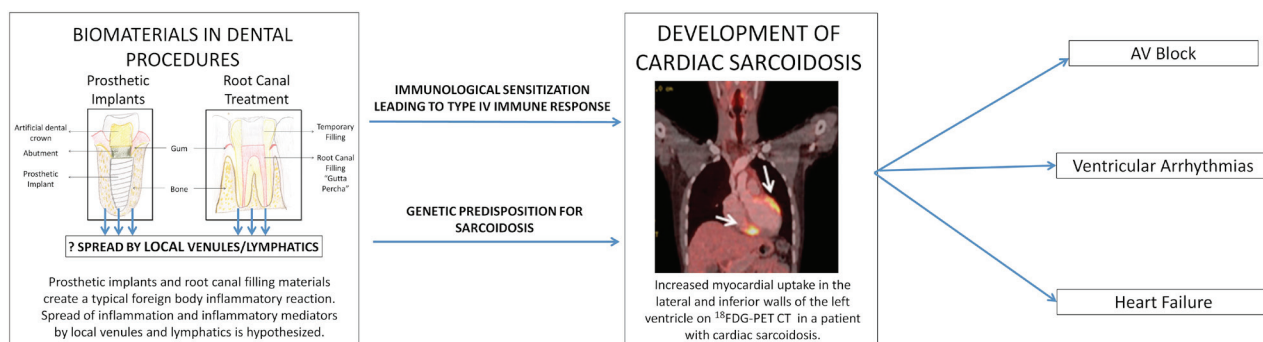 BIOMATERIALS IN DENTAL
PROCEDURES
Prosthetic
Implants
Root Canal
Treatment
Artificial dental
crown
Abutment
Prosthetic
Implant
Gum
Bone
Temporary
Filling
Root Canal
Filling
"Gutta
Percha"
? SPREAD BY LOCAL VENULES/LYMPHATICS
Prosthetic implants and root canal filling materials
create a typical foreign body inflammatory reaction.
Spread of inflammation and inflammatory mediators
by local venules and lymphatics is hypothesized.
IMMUNOLOGICAL SENSITIZATION
LEADING TO TYPE IV IMMUNE RESPONSE
GENETIC PREDISPOSITION FOR
SARCOIDOSIS
DEVELOPMENT OF
CARDIAC SARCOIDOSIS
Increased myocardial uptake in the
lateral and inferior walls of the left
ventricle on ¹⁸FDG-PET CT in a patient
with cardiac sarcoidosis.
AV Block
Ventricular Arrhythmias
Heart Failure